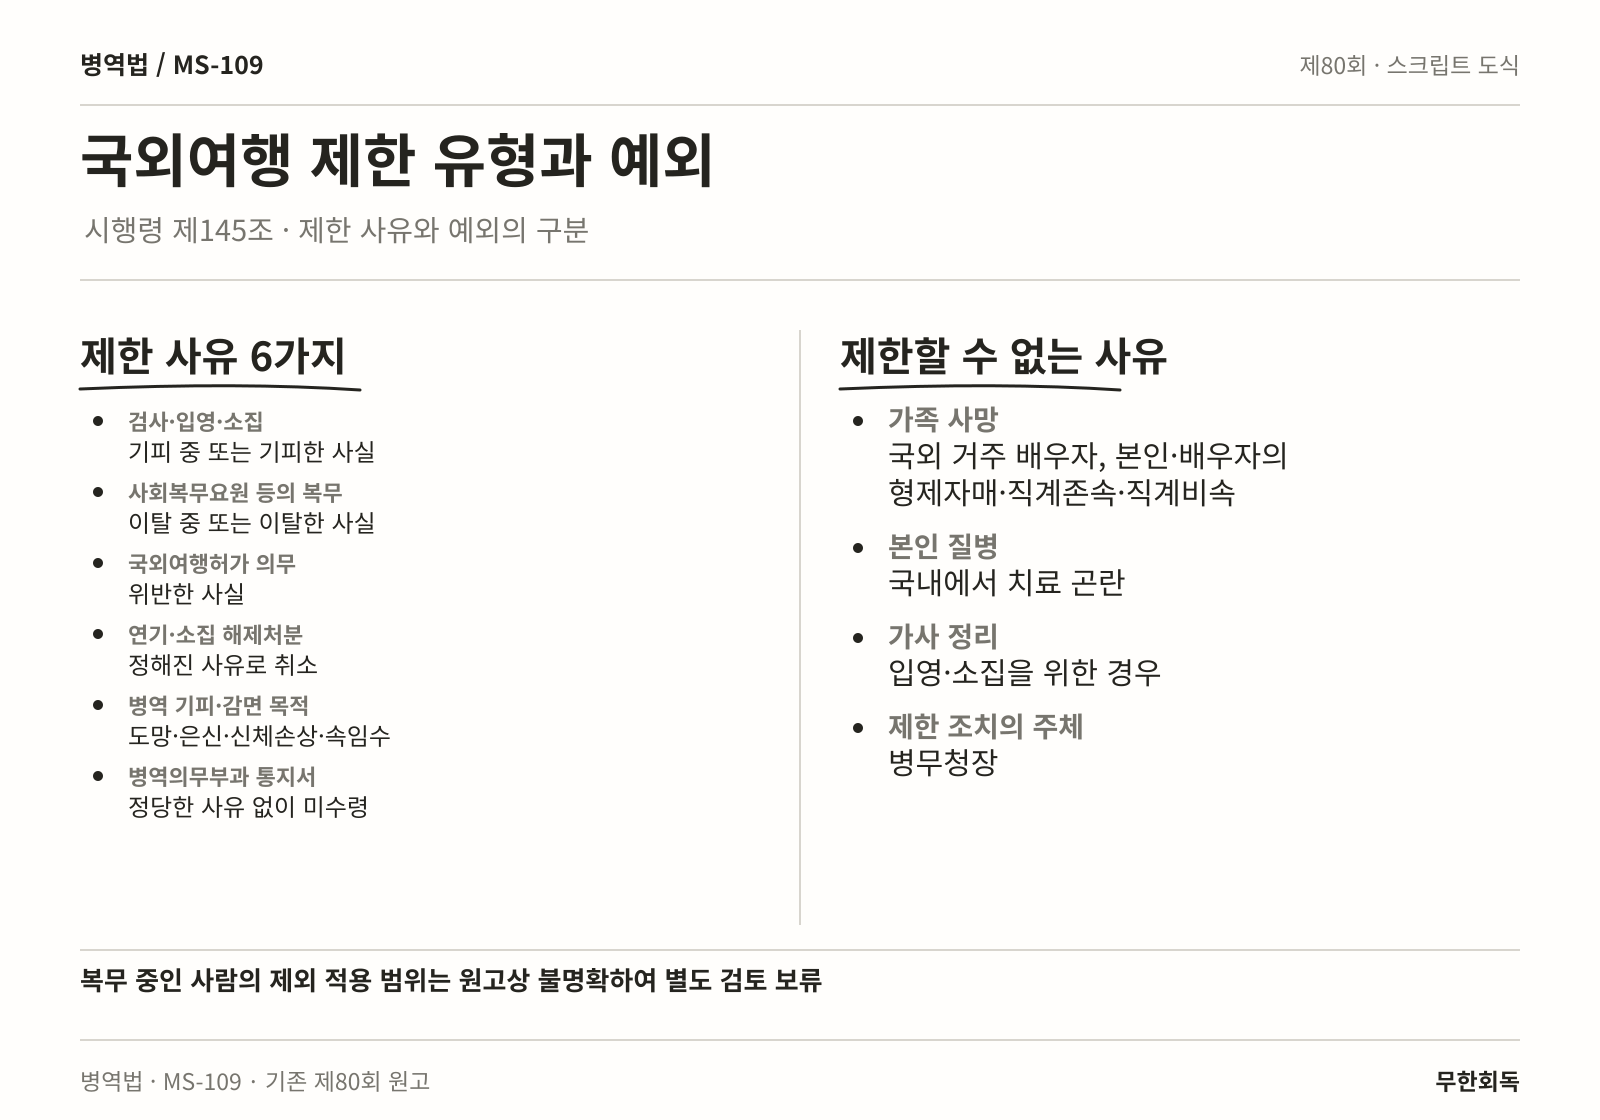 병역법 / MS-109
제80회 · 스크립트 도식
국외여행 제한 유형과 예외
시행령 제145조 · 제한 사유와 예외의 구분
제한 사유 6가지
검사·입영·소집
기피 중 또는 기피한 사실
사회복무요원 등의 복무
이탈 중 또는 이탈한 사실
국외여행허가 의무
위반한 사실
연기·소집 해제처분
정해진 사유로 취소
병역 기피·감면 목적
도망·은신·신체손상·속임수
병역의무부과 통지서
정당한 사유 없이 미수령
제한할 수 없는 사유
가족 사망
국외 거주 배우자, 본인·배우자의
형제자매·직계존속·직계비속
본인 질병
국내에서 치료 곤란
가사 정리
입영·소집을 위한 경우
제한 조치의 주체
병무청장
복무 중인 사람의 제외 적용 범위는 원고상 불명확하여 별도 검토 보류
병역법 · MS-109 · 기존 제80회 원고
무한회독